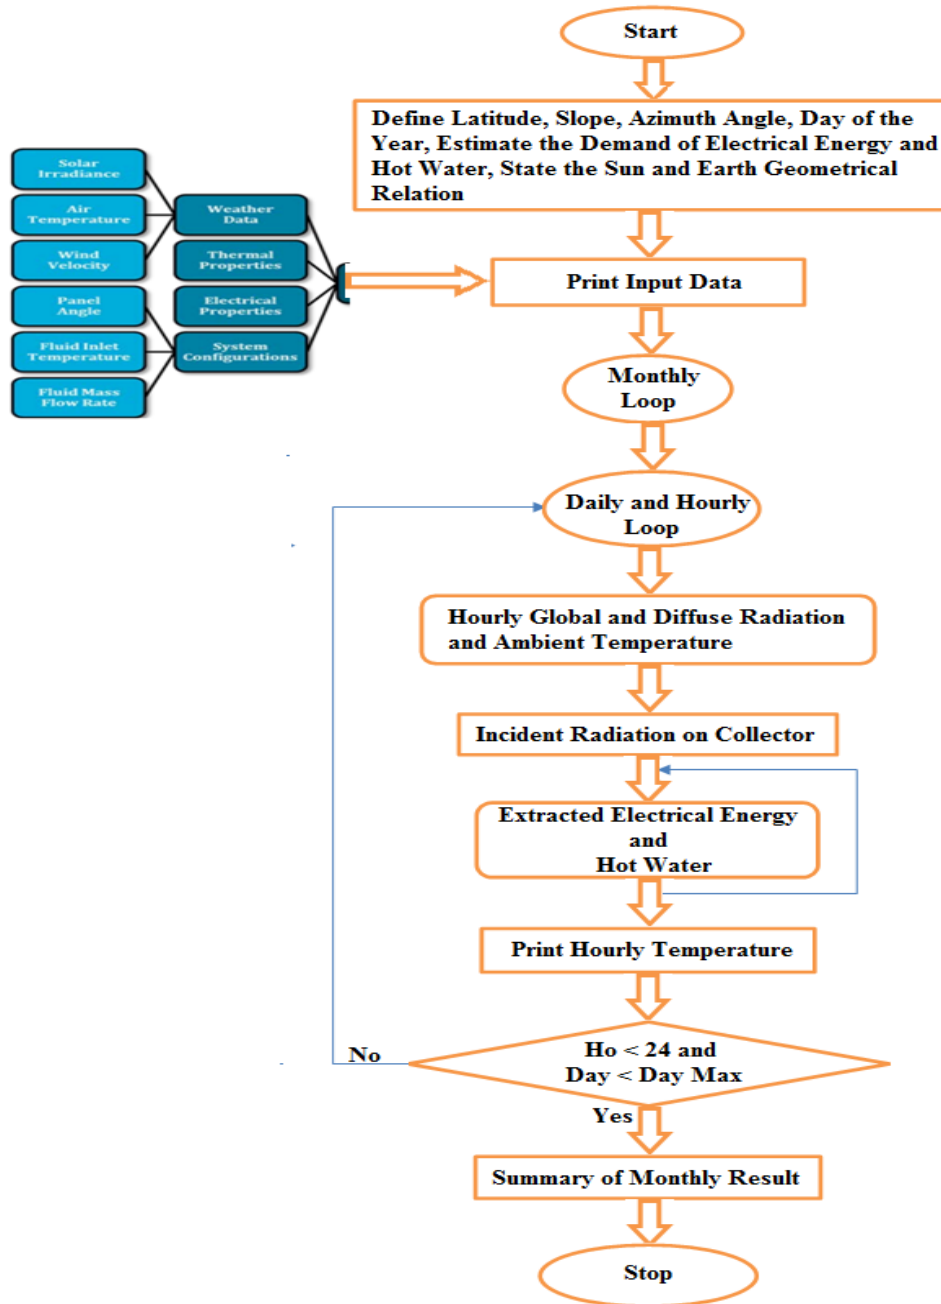 Start
Define Latitude, Slope, Azimuth Angle, Day of the
Year, Estimate the Demand of Electrical Energy and
Hot Water, State the Sun and Earth Geometrical
Relation
Solar
Irradiance
Air
Temperature
Wind
Velocity
Panel
Angle
Fluid Inlet
Temperature
Fluid Mass
Flow Rate
Weather
Data
Thermal
Properties
Electrical
Properties
System
Configurations
Print Input Data
Monthly
Loop
Daily and Hourly
Loop
Hourly Global and Diffuse Radiation
and Ambient Temperature
Incident Radiation on Collector
Extracted Electrical Energy
and
Hot Water
Print Hourly Temperature
Ho < 24 and
Day < Day Max
No
Yes
Summary of Monthly Result
Stop